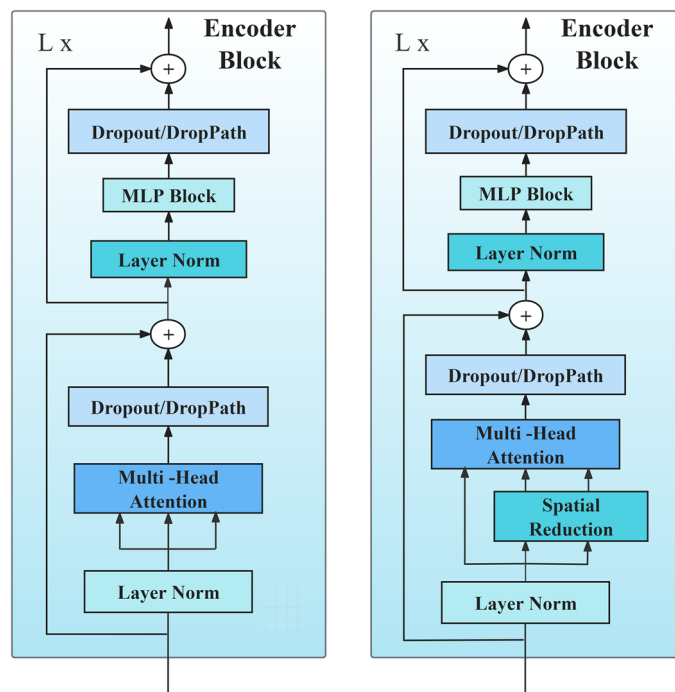 L x
Encoder
Block
+
Dropout/DropPath
MLP Block
Layer Norm
+
Dropout/DropPath
Multi -Head
Attention
Layer Norm
L x
Encoder
Block
+
Dropout/DropPath
MLP Block
Layer Norm
+
Dropout/DropPath
Multi -Head
Attention
Spatial
Reduction
Layer Norm